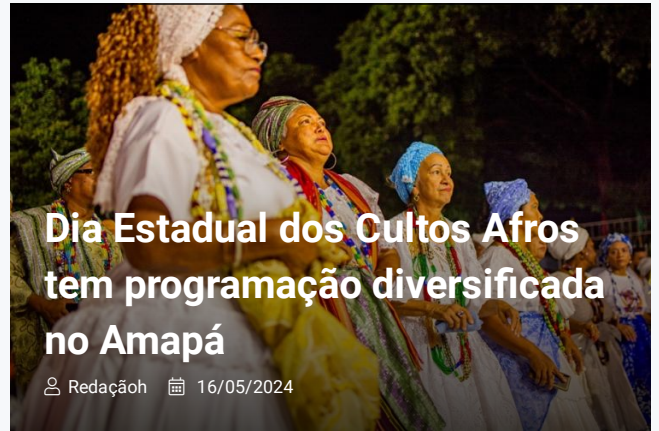 Dia Estadual dos Cultos Afros
tem programação diversificada
no Amapá
Redaçãoh 16/05/2024